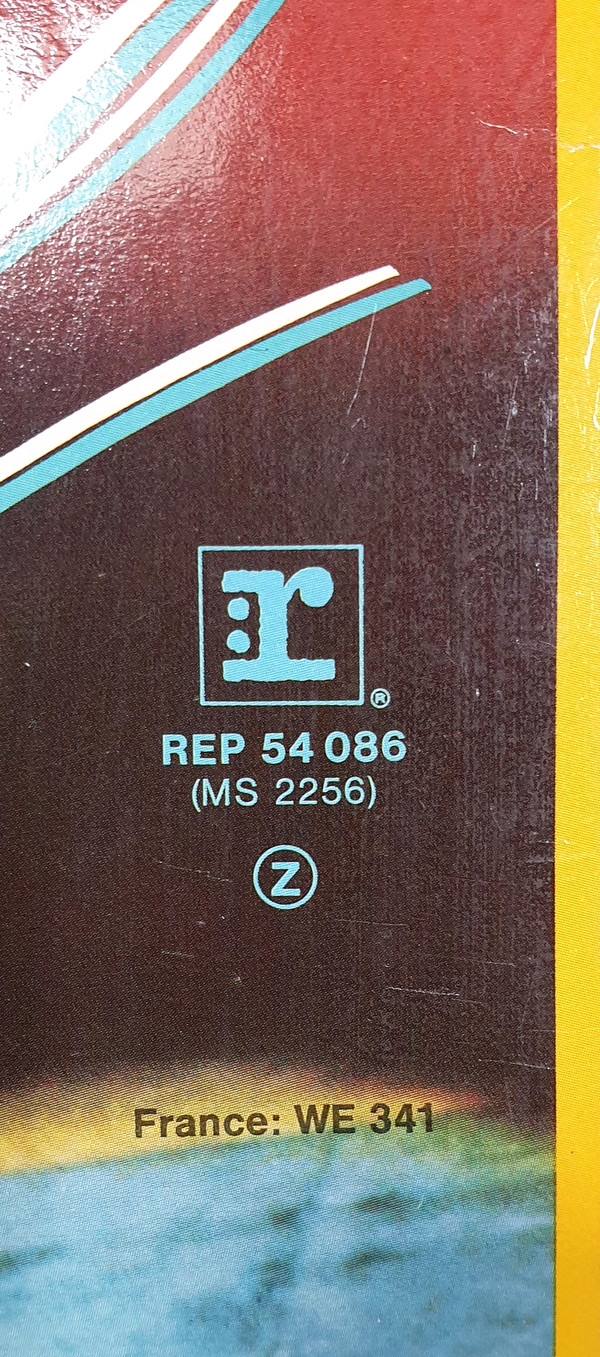 :r
®
REP 54 086
(MS 2256)
Z
France: WE 341